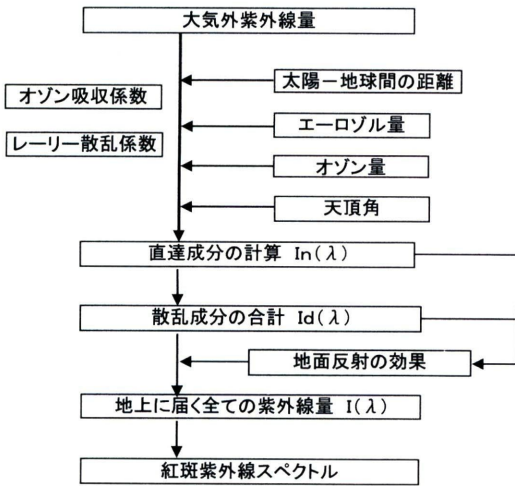 大気外紫外線量
太陽－地球間の距離
オゾン吸収係数
エーロゾル量
レーリー散乱係数
オゾン量
天頂角
直達成分の計算 In(λ)
散乱成分の合計 Id(λ)
地面反射の効果
地上に届く全ての紫外線量 I(λ)
紅斑紫外線スペクトル